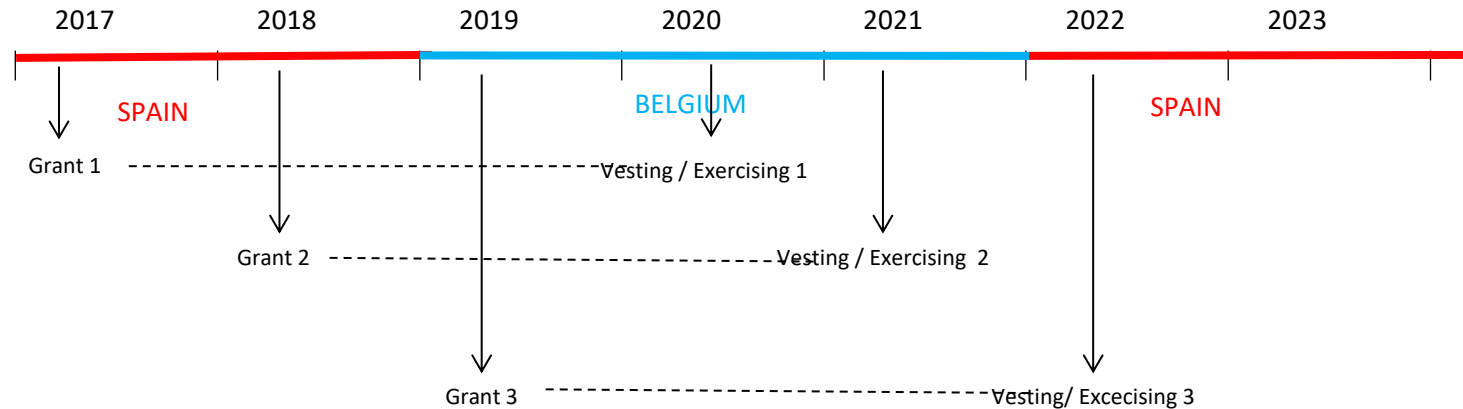 2017 2018 2019 2020 2021 2022 2023
SPAIN BELGIUM SPAIN
Grant 1 Vesting / Exercising 1
Grant 2 Vesting / Exercising 2
Grant 3 Vesting/ Excecising 3